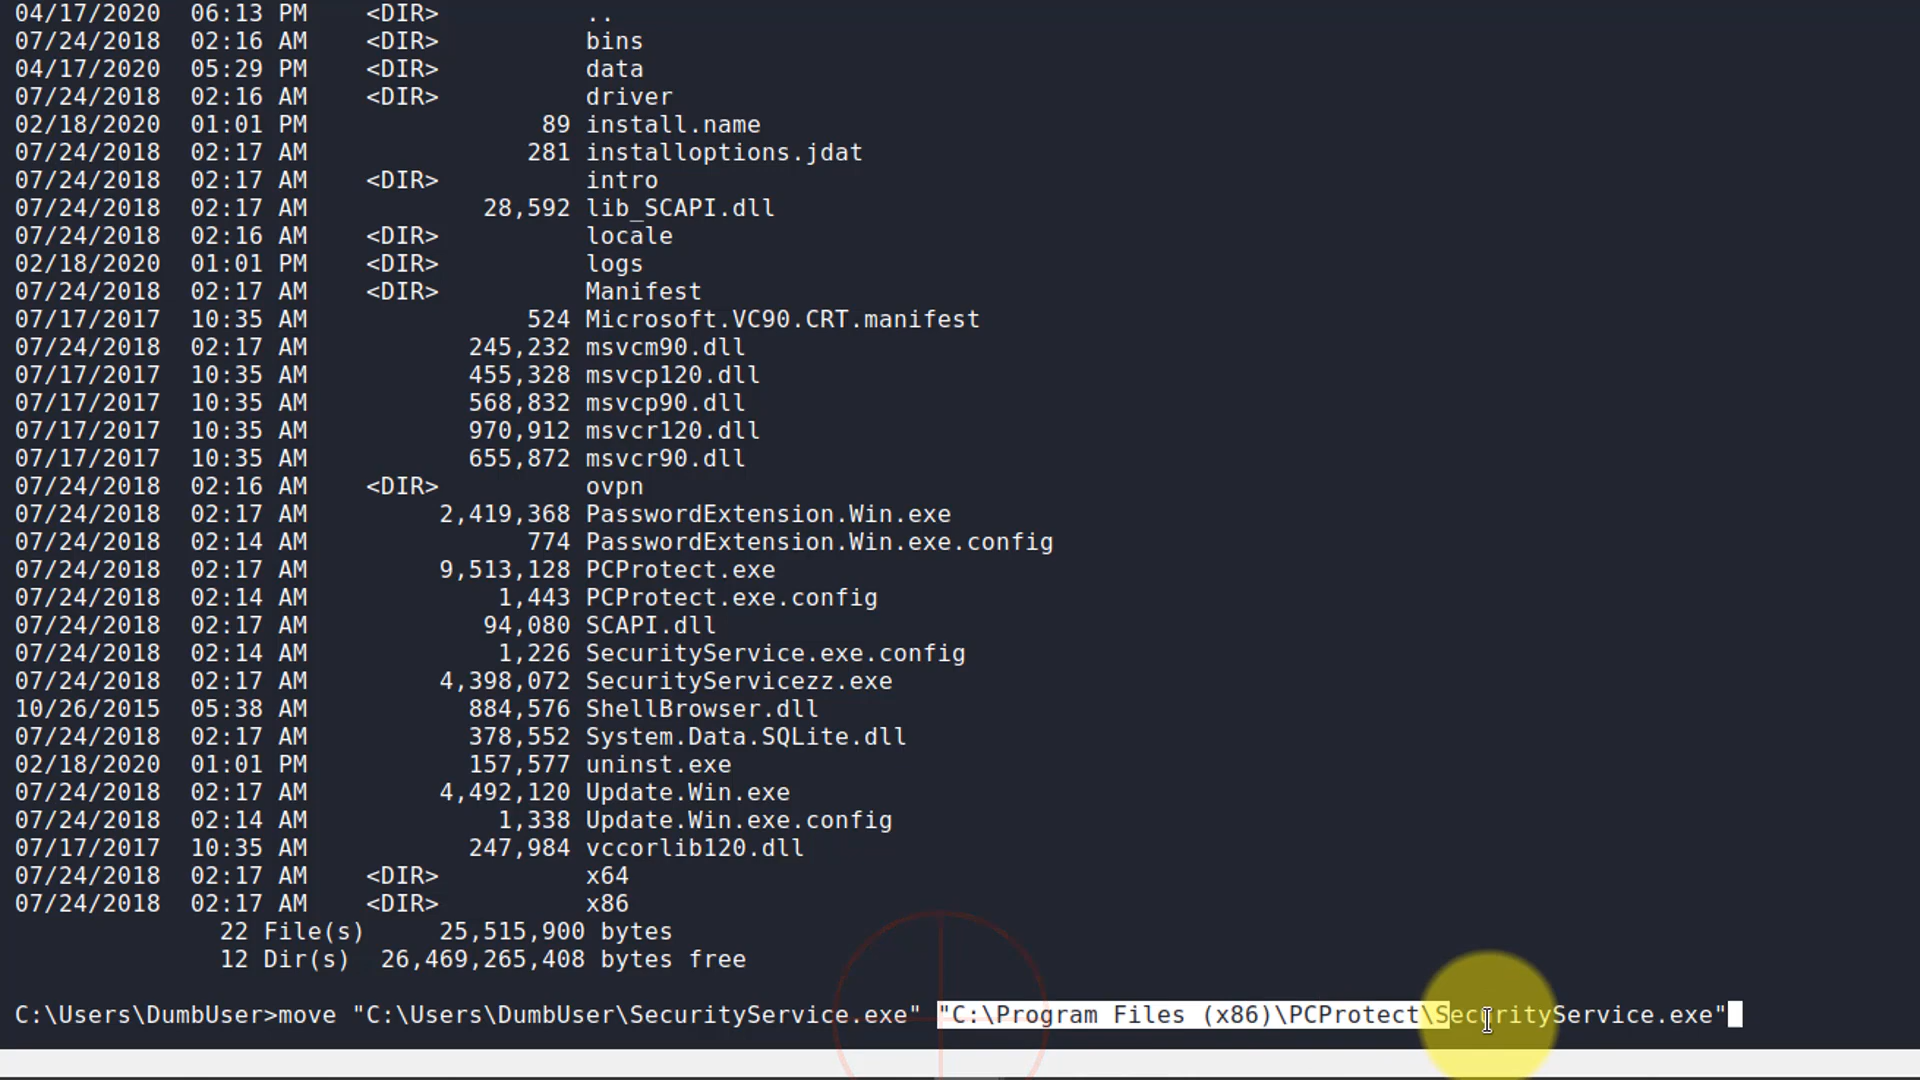 04/17/2020  06:13 PM    <DIR>          ..
07/24/2018  02:16 AM    <DIR>          bins
04/17/2020  05:29 PM    <DIR>          data
07/24/2018  02:16 AM    <DIR>          driver
02/18/2020  01:01 PM                89 install.name
07/24/2018  02:17 AM               281 installoptions.jdat
07/24/2018  02:17 AM    <DIR>          intro
07/24/2018  02:17 AM            28,592 lib_SCAPI.dll
07/24/2018  02:16 AM    <DIR>          locale
02/18/2020  01:01 PM    <DIR>          logs
07/24/2018  02:17 AM    <DIR>          Manifest
07/17/2017  10:35 AM               524 Microsoft.VC90.CRT.manifest
07/24/2018  02:17 AM           245,232 msvcm90.dll
07/17/2017  10:35 AM           455,328 msvcp120.dll
07/17/2017  10:35 AM           568,832 msvcp90.dll
07/17/2017  10:35 AM           970,912 msvcr120.dll
07/17/2017  10:35 AM           655,872 msvcr90.dll
07/24/2018  02:16 AM    <DIR>          ovpn
07/24/2018  02:17 AM         2,419,368 PasswordExtension.Win.exe
07/24/2018  02:14 AM               774 PasswordExtension.Win.exe.config
07/24/2018  02:17 AM         9,513,128 PCProtect.exe
07/24/2018  02:14 AM             1,443 PCProtect.exe.config
07/24/2018  02:17 AM            94,080 SCAPI.dll
07/24/2018  02:14 AM             1,226 SecurityService.exe.config
07/24/2018  02:17 AM         4,398,072 SecurityServicezz.exe
10/26/2015  05:38 AM           884,576 ShellBrowser.dll
07/24/2018  02:17 AM           378,552 System.Data.SQLite.dll
02/18/2020  01:01 PM           157,577 uninst.exe
07/24/2018  02:17 AM         4,492,120 Update.Win.exe
07/24/2018  02:14 AM             1,338 Update.Win.exe.config
07/17/2017  10:35 AM           247,984 vccorlib120.dll
07/24/2018  02:17 AM    <DIR>          x64
07/24/2018  02:17 AM    <DIR>          x86
              22 File(s)     25,515,900 bytes
              12 Dir(s)  26,469,265,408 bytes free
C:\Users\DumbUser>move "C:\Users\DumbUser\SecurityService.exe" "C:\Program Files (x86)\PCProtect\SecurityService.exe"